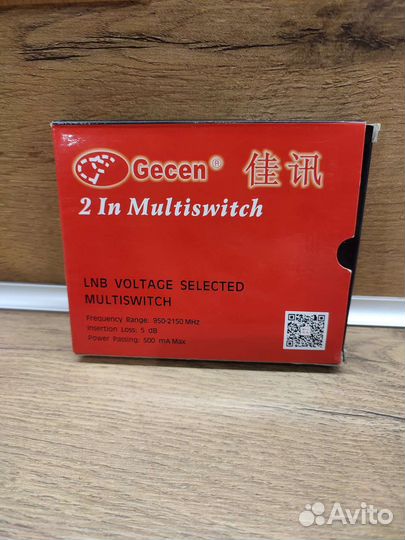 Gecen® 佳讯
2 In Multiswitch
LNB VOLTAGE SELECTED
MULTISWITCH
Frequency Range: 950-2150 MHz
Insertion Loss: 5 dB
Power Passing: 500 mA Max
Avito